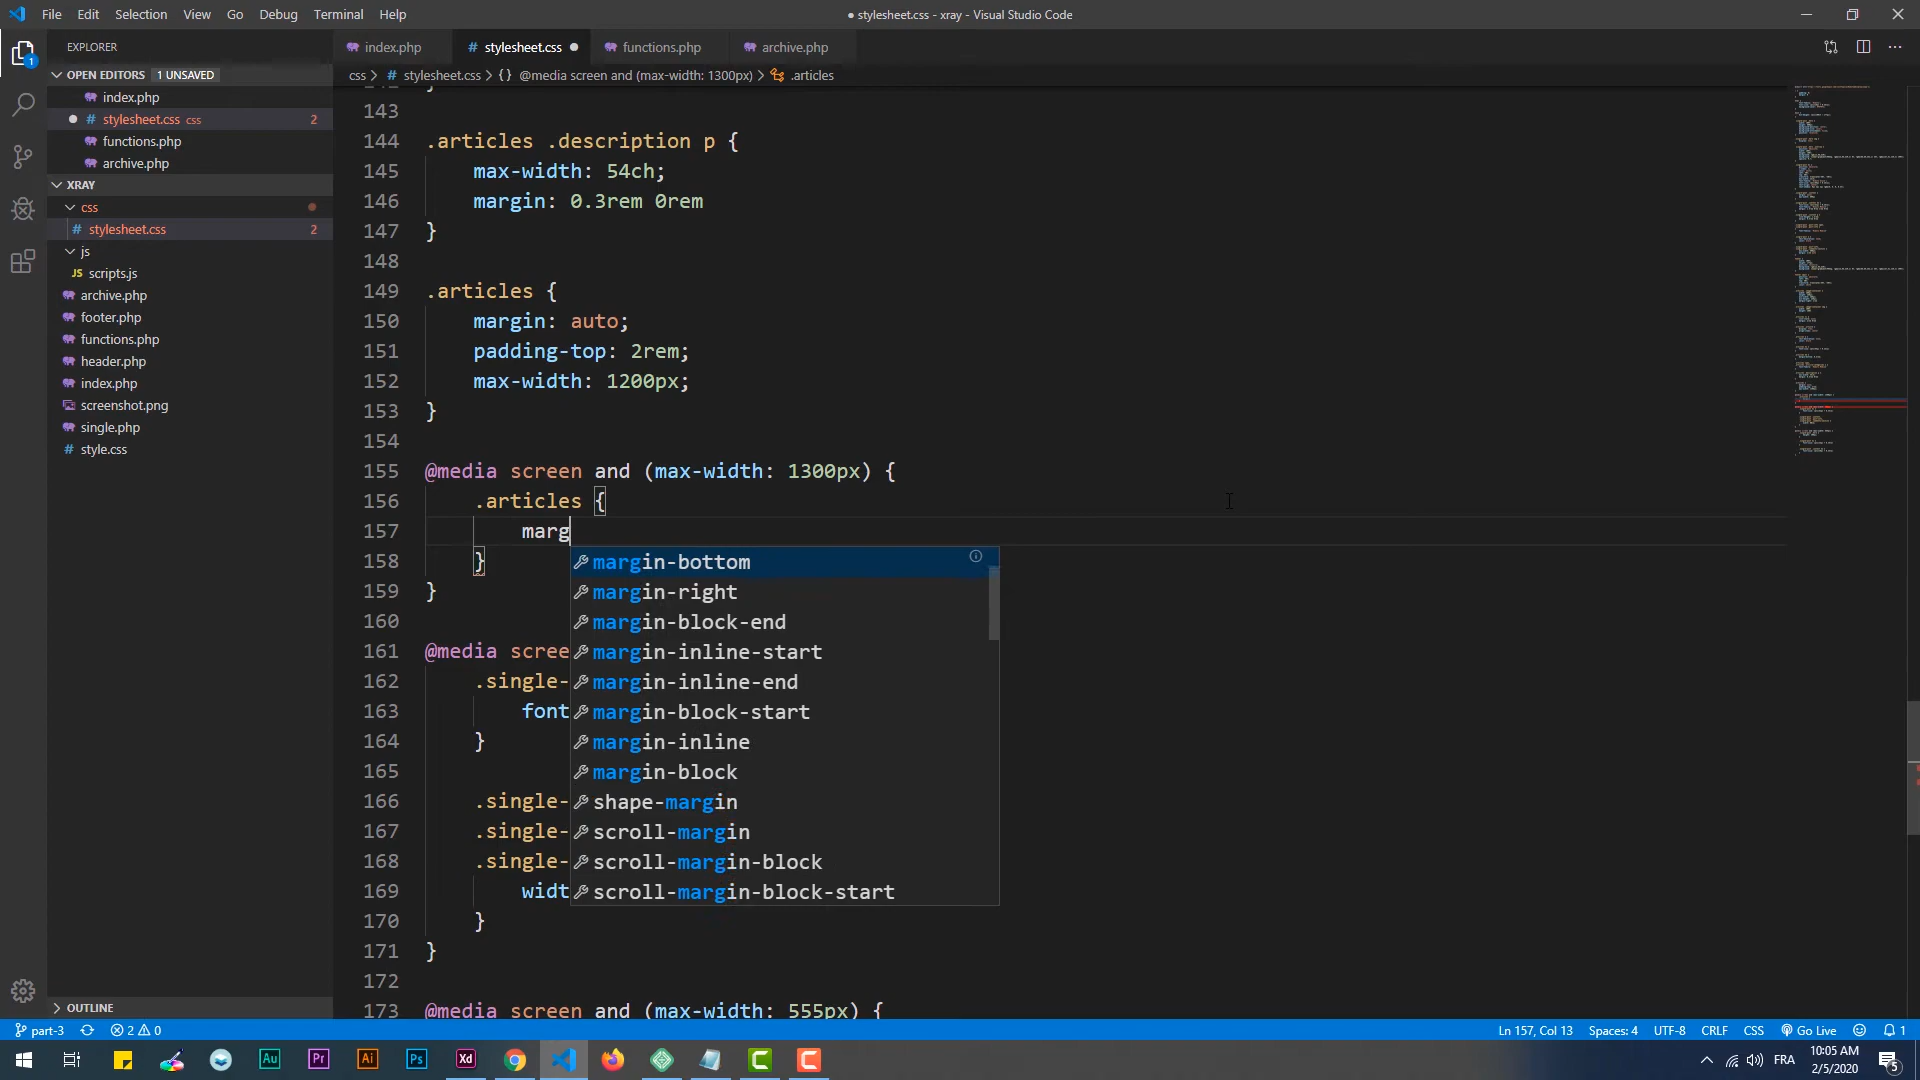 File Edit Selection View Go Debug Terminal Help
● stylesheet.css - xray - Visual Studio Code
EXPLORER
OPEN EDITORS 1 UNSAVED
index.php
stylesheet.css css 2
functions.php
archive.php
XRAY
css
stylesheet.css 2
js
JS scripts.js
archive.php
footer.php
functions.php
header.php
index.php
screenshot.png
single.php
style.css
OUTLINE
index.php # stylesheet.css functions.php archive.php
css > # stylesheet.css > {} @media screen and (max-width: 1300px) > .articles
143
144 .articles .description p {
145 max-width: 54ch;
146 margin: 0.3rem 0rem
147 }
148
149 .articles {
150 margin: auto;
151 padding-top: 2rem;
152 max-width: 1200px;
153 }
154
155 @media screen and (max-width: 1300px) {
156 .articles {
157 marg
158 }
159 }
160
161 @media scree
162 .single-
163 font
164 }
165
166 .single-
167 .single-
168 .single-
169 widt
170 }
171 }
172
173 @media screen and (max-width: 555px) {
margin-bottom
margin-right
margin-block-end
margin-inline-start
margin-inline-end
margin-block-start
margin-inline
margin-block
shape-margin
scroll-margin
scroll-margin-block
scroll-margin-block-start
part-3 2 0 Ln 157, Col 13 Spaces: 4 UTF-8 CRLF CSS Go Live 1
Au Pr Ai Ps Xd FRA 10:05 AM
2/5/2020 5